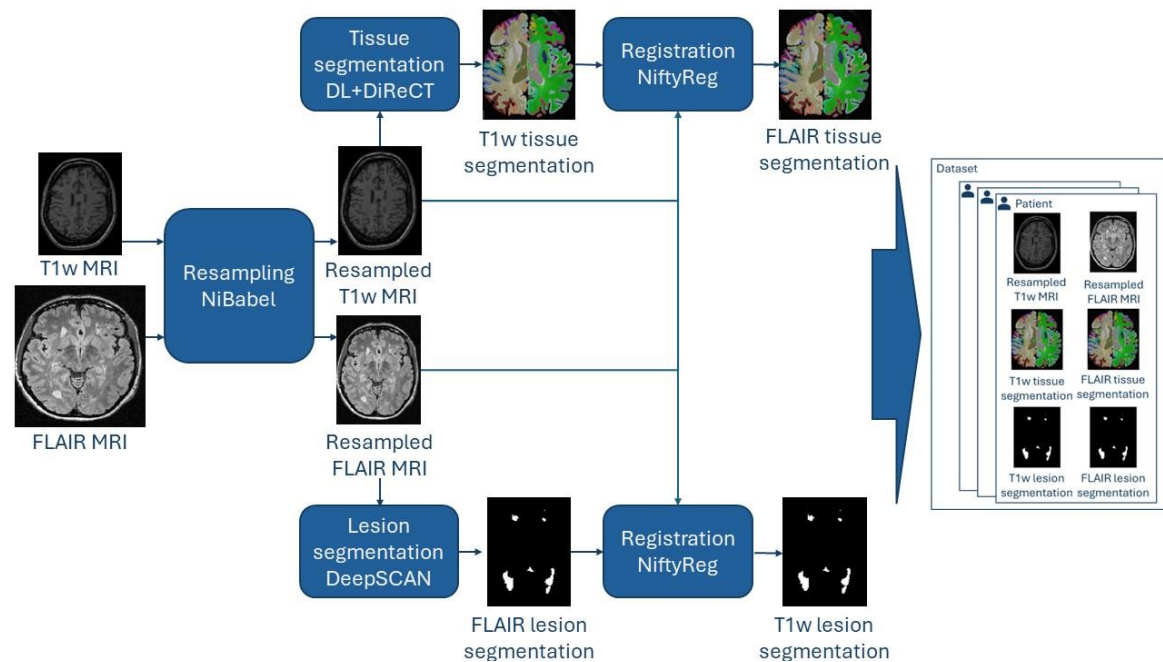 Tissue
segmentation
DL+DiReCT
T1w tissue
segmentation
Registration
NiftyReg
FLAIR tissue
segmentation
T1w MRI
FLAIR MRI
Resampling
NiBabel
Resampled
T1w MRI
Resampled
FLAIR MRI
Lesion
segmentation
DeepSCAN
FLAIR lesion
segmentation
Registration
NiftyReg
T1w lesion
segmentation
Dataset
Patient
Resampled
T1w MRI
Resampled
FLAIR MRI
T1w tissue
segmentation
FLAIR tissue
segmentation
T1w lesion
segmentation
FLAIR lesion
segmentation